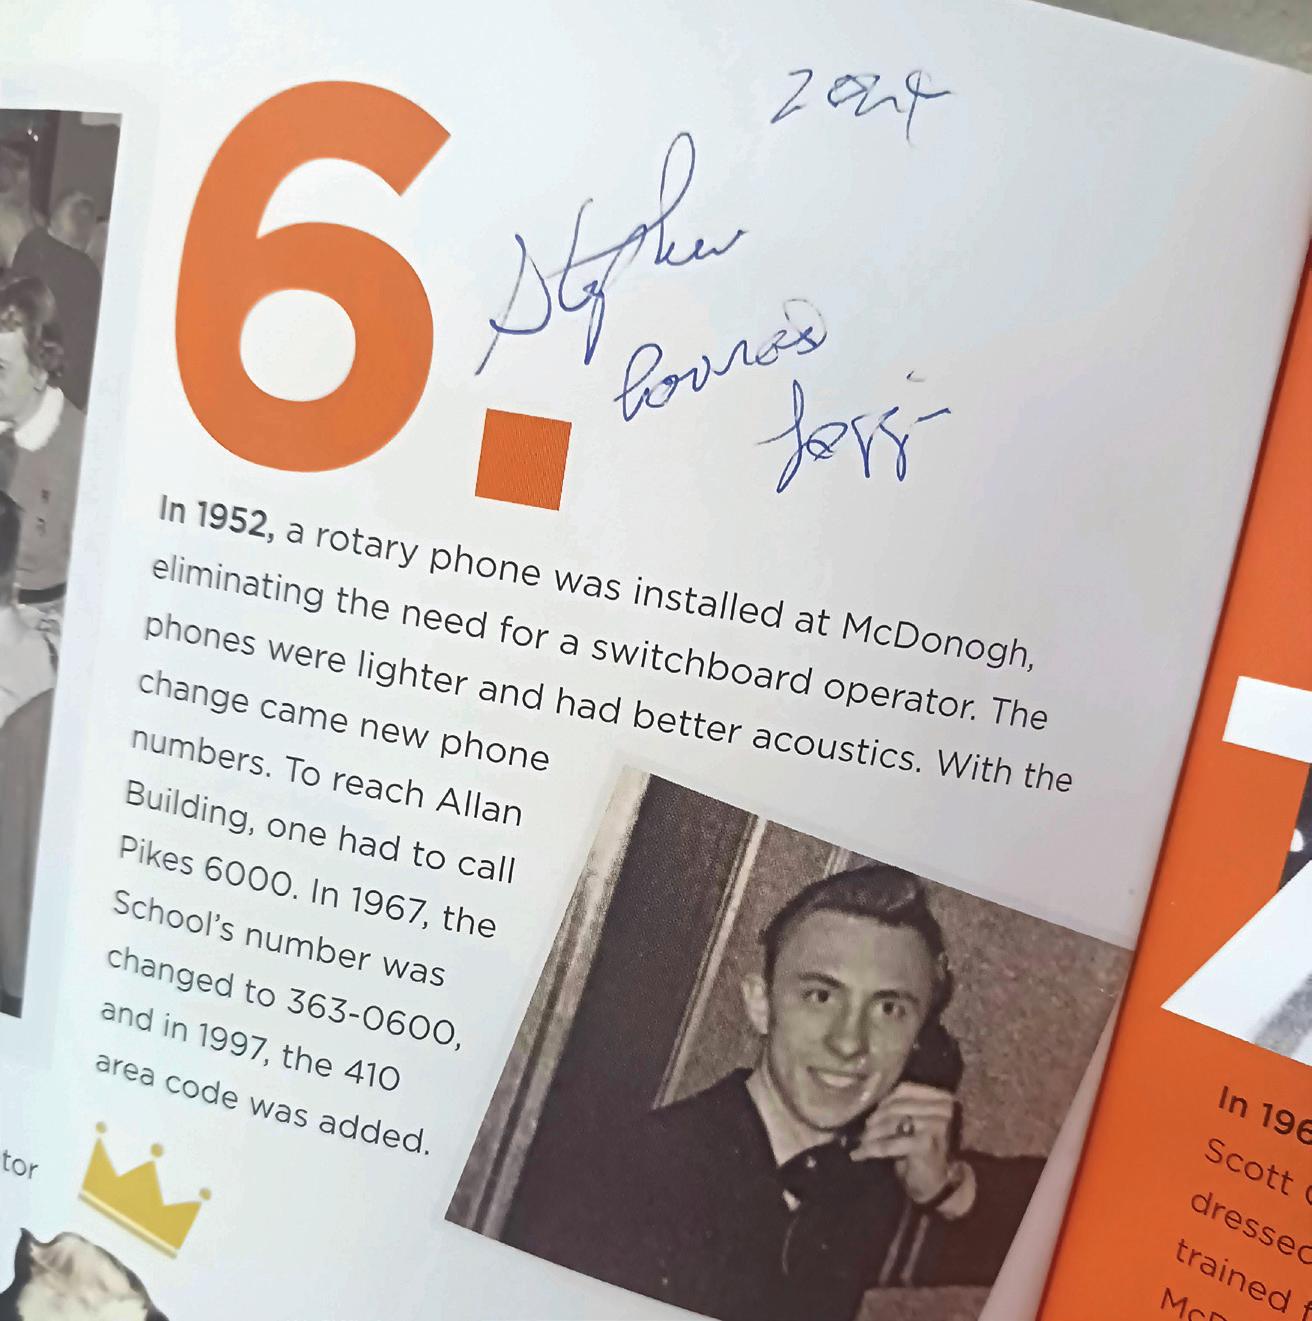 2024
Stephen
6.
In 1952, a rotary phone was installed at McDonogh,
eliminating the need for a switchboard operator. The
phones were lighter and had better acoustics. With the
change came new phone
numbers. To reach Allan
Building, one had to call
Pikes 6000. In 1967, the
School's number was
changed to 363-0600,
and in 1997, the 410
area code was added.
tor
In 196
Scott
dressed
trained f